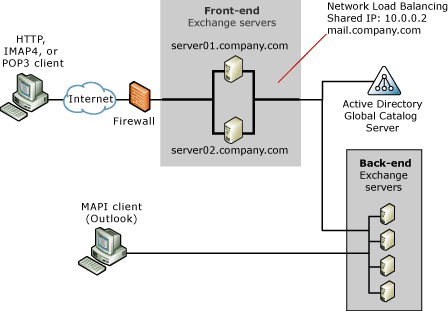 HTTP,
IMAP4, or
POP3 client
Internet
Firewall
Front-end
Exchange servers
server01.company.com
server02.company.com
Network Load Balancing
Shared IP: 10.0.0.2
mail.company.com
Active Directory
Global Catalog
Server
Back-end
Exchange
servers
MAPI client
(Outlook)